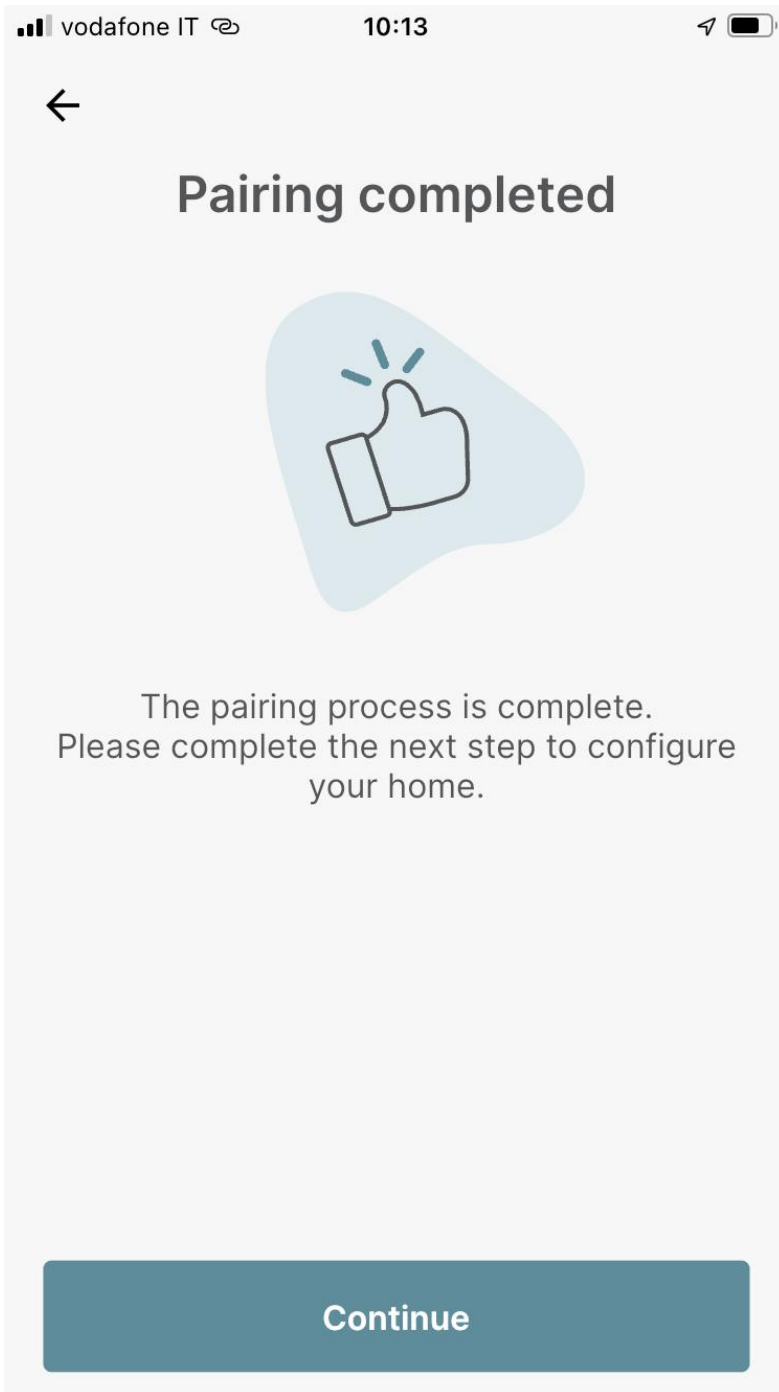 vodafone IT
10:13
Pairing completed
The pairing process is complete.
Please complete the next step to configure
your home.
Continue